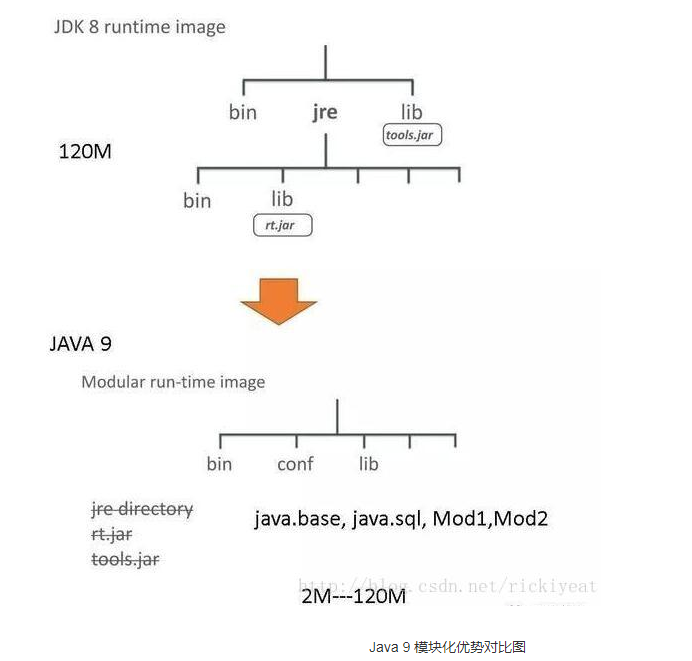 JDK 8 runtime image
bin jre lib
tools.jar
120M
bin lib
rt.jar
JAVA 9
Modular run-time image
bin conf lib
jre directory
rt.jar
tools.jar
java.base, java.sql, Mod1,Mod2
http://blog.csdn.net/rickiyeat
2M---120M
Java 9 模块化优势对比图